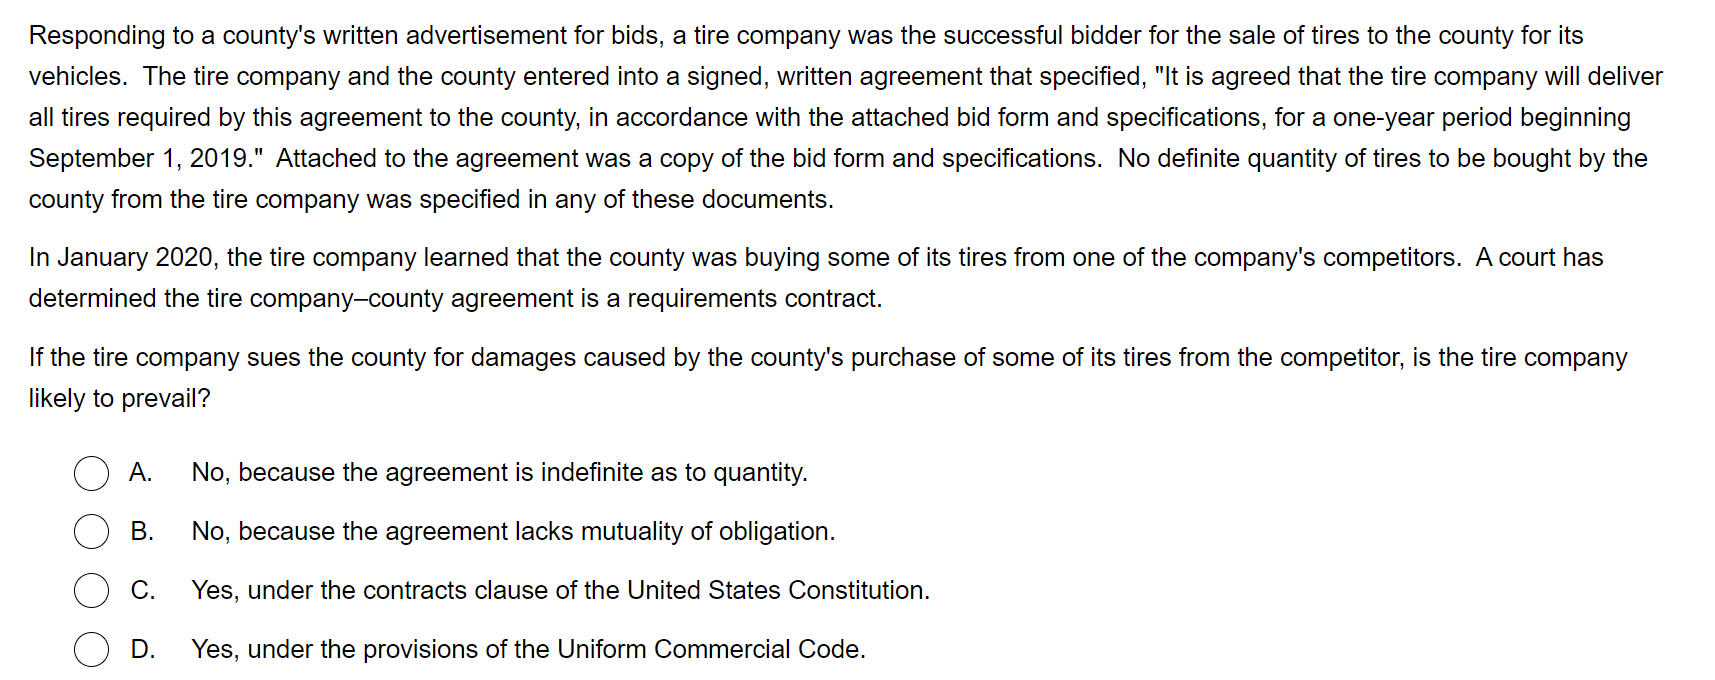 Responding to a county's written advertisement for bids, a tire company was the successful bidder for the sale of tires to the county for its
vehicles.  The tire company and the county entered into a signed, written agreement that specified, "It is agreed that the tire company will deliver
all tires required by this agreement to the county, in accordance with the attached bid form and specifications, for a one-year period beginning
September 1, 2019."  Attached to the agreement was a copy of the bid form and specifications.  No definite quantity of tires to be bought by the
county from the tire company was specified in any of these documents.
In January 2020, the tire company learned that the county was buying some of its tires from one of the company's competitors.  A court has
determined the tire company–county agreement is a requirements contract.
If the tire company sues the county for damages caused by the county's purchase of some of its tires from the competitor, is the tire company
likely to prevail?
A. No, because the agreement is indefinite as to quantity.
B. No, because the agreement lacks mutuality of obligation.
C. Yes, under the contracts clause of the United States Constitution.
D. Yes, under the provisions of the Uniform Commercial Code.